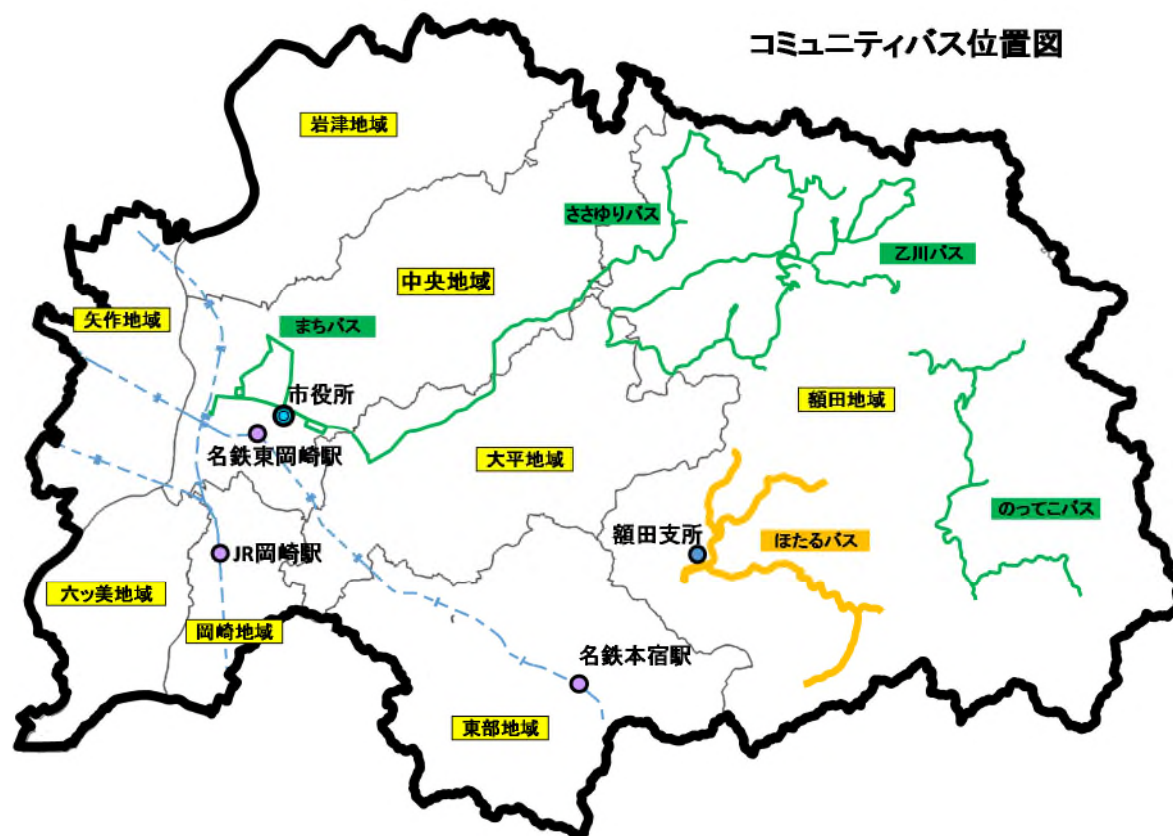 コミュニティバス位置図
岩津地域
ささゆりバス
乙川バス
中央地域
矢作地域
まちバス
市役所
額田地域
名鉄東岡崎駅
大平地域
のってこバス
額田支所
ほたるバス
JR岡崎駅
六ッ美地域
岡崎地域
名鉄本宿駅
東部地域